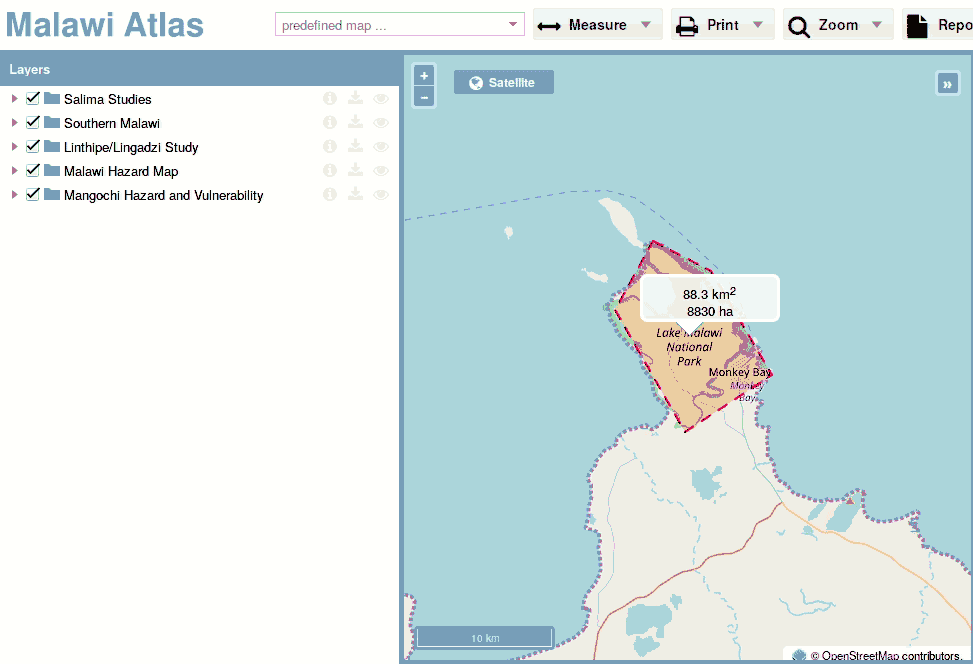 Malawi Atlas
predefined map ...
Measure
Print
Zoom
Repo
Layers
Salima Studies
Southern Malawi
Linthipe/Lingadzi Study
Malawi Hazard Map
Mangochi Hazard and Vulnerability
+
−
Satellite
»
88.3 km²
8830 ha
Lake Malawi
National
Park
Monkey Bay
Monkey
Bay
10 km
© OpenStreetMap contributors.